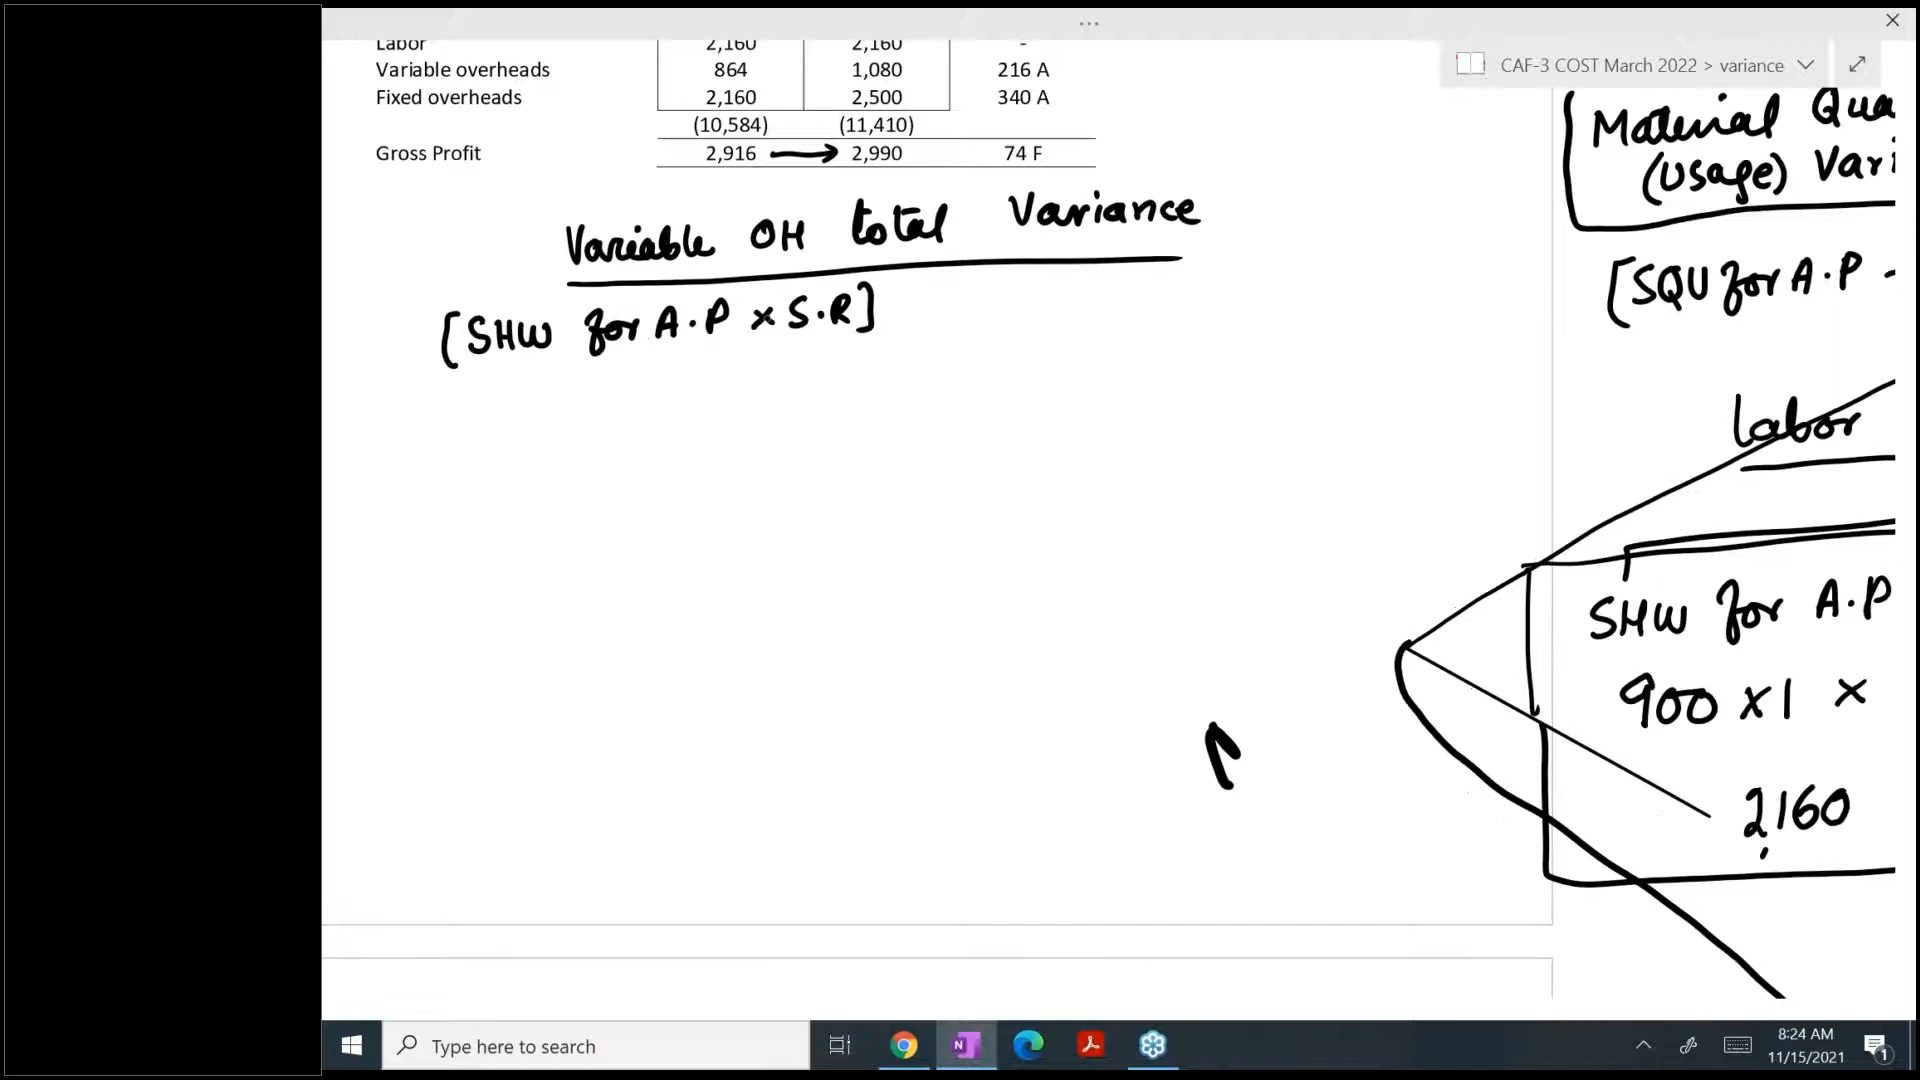 Labor 2,160 2,160 -
Variable overheads 864 1,080 216 A
Fixed overheads 2,160 2,500 340 A
(10,584) (11,410)
Gross Profit 2,916 2,990 74 F
Variable OH total Variance
[SHW for A.P x S.R]
CAF-3 COST March 2022 > variance
Material Qua
(Usage) Vari
[SQU for A.P -
Labor
SHW for A.P
900 x 1 x
2160
Type here to search
8:24 AM
11/15/2021
1